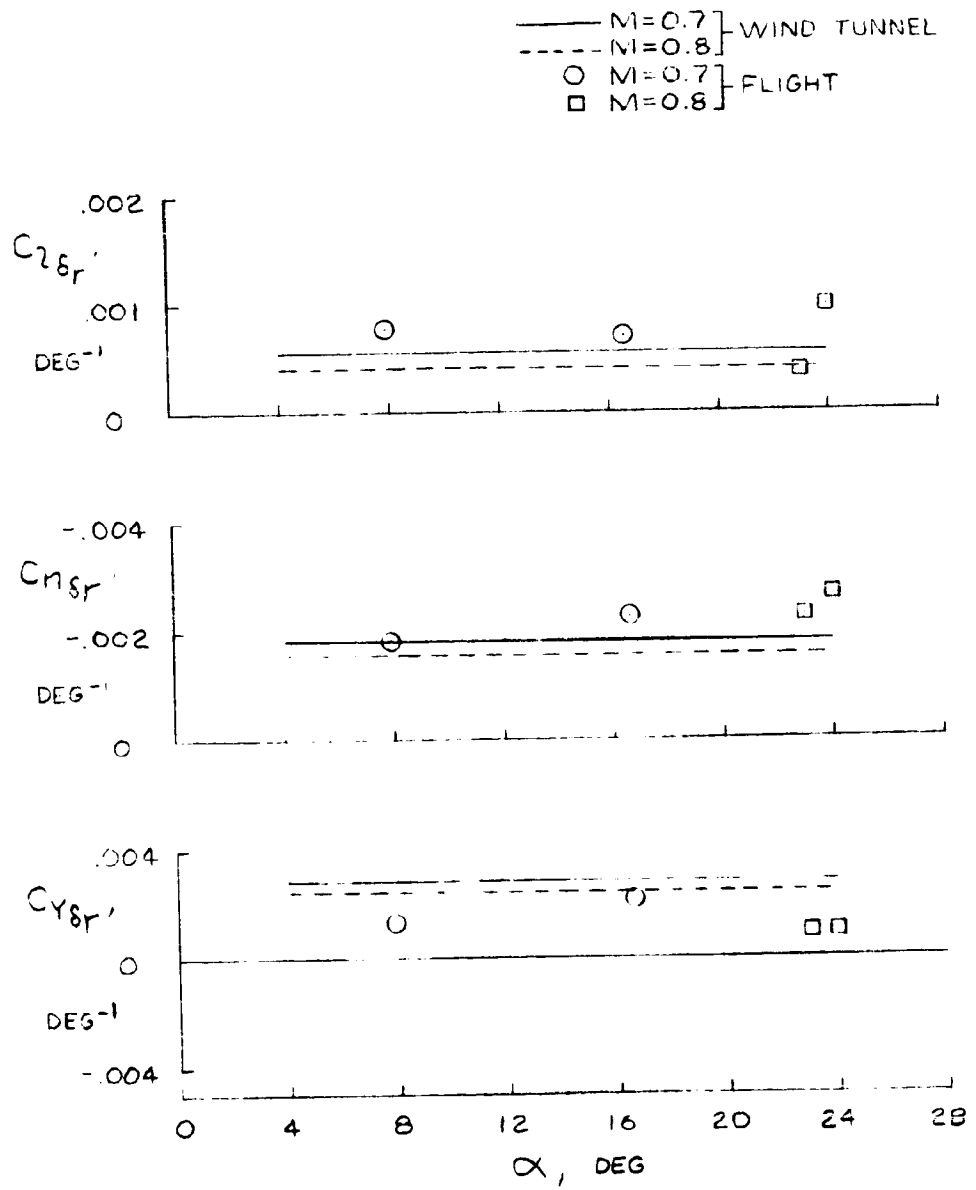 M=0.7
M=0.8
WIND TUNNEL
M=0.7
M=0.8
FLIGHT
.002
Clδr,
.001
DEG⁻¹
0
-.004
Cnδr,
-.002
DEG⁻¹
0
.004
CYδr,
0
DEG⁻¹
-.004
0 4 8 12 16 20 24 28
α, DEG